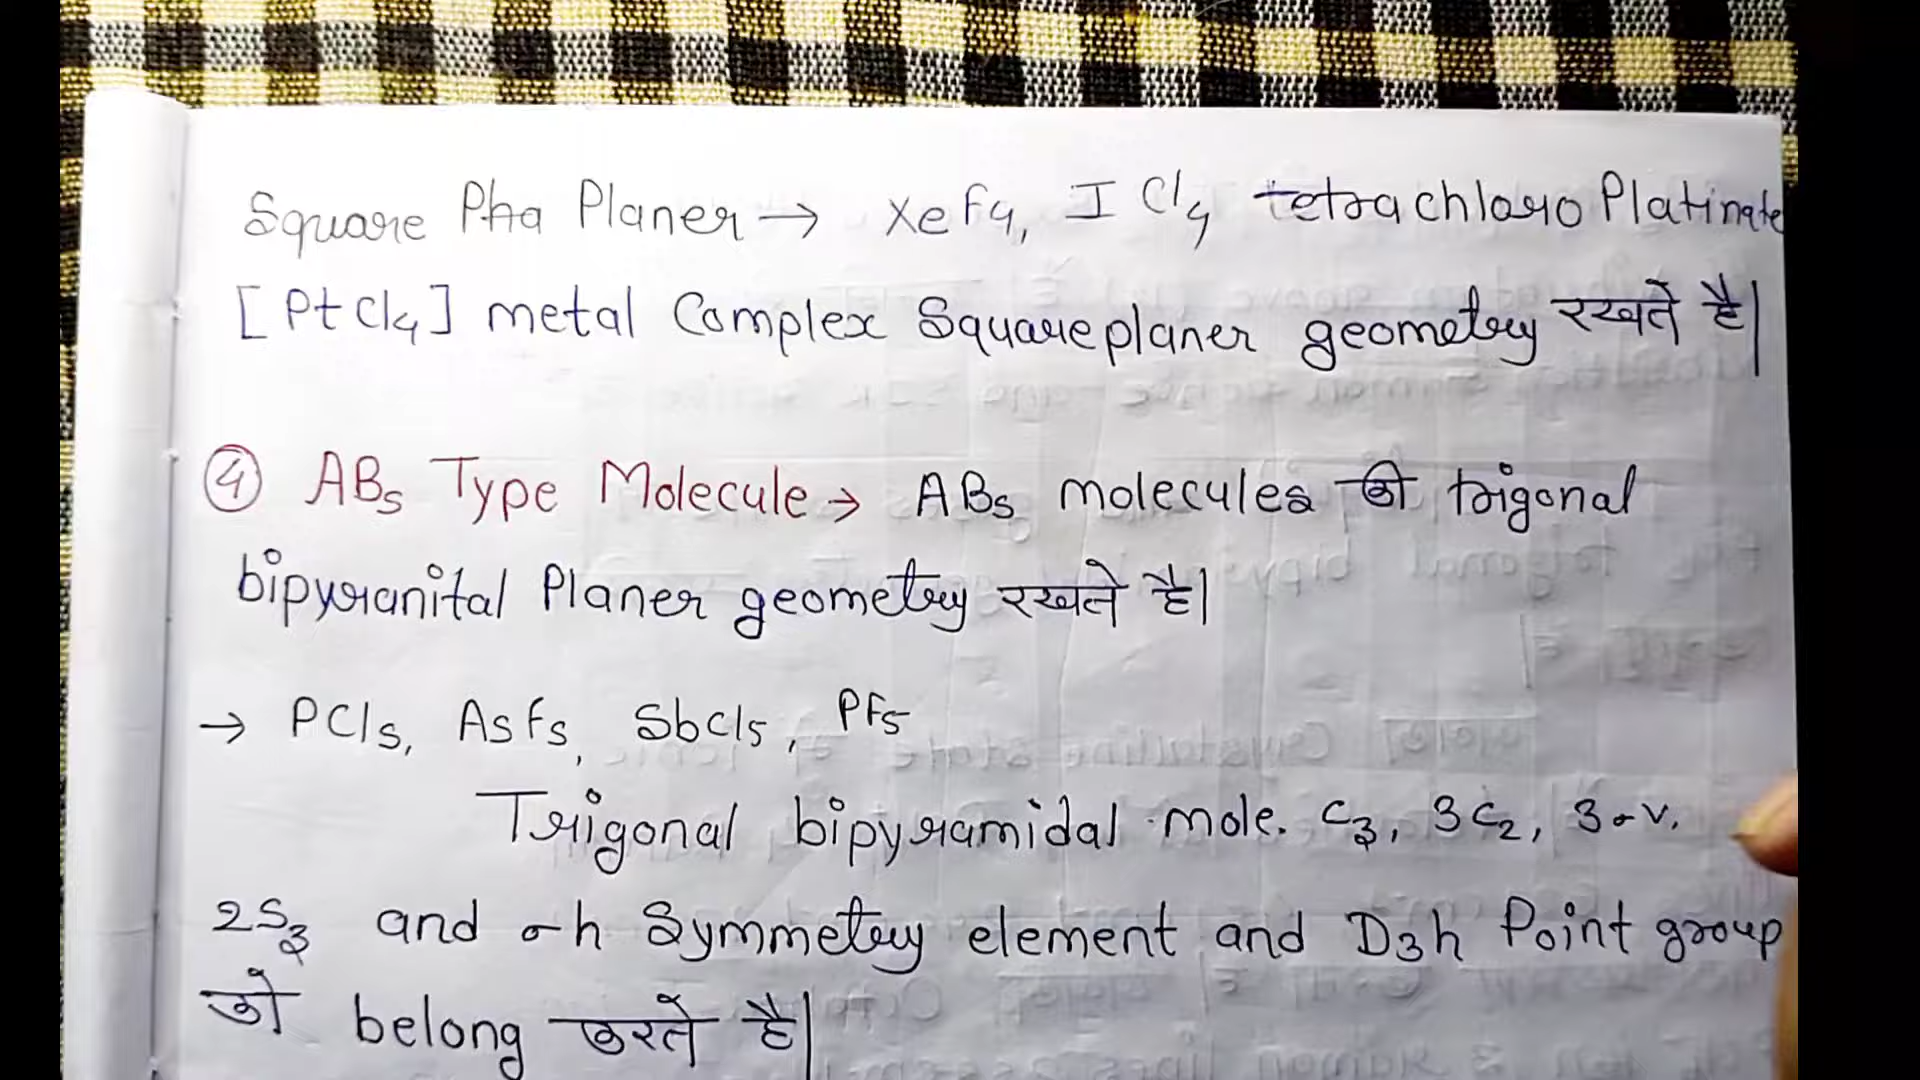 Square Pha Planer → XeF4, ICl4 tetrachloro Platinate
[PtCl4] metal Complex Squareplaner geometry रखते है।
④ AB5 Type Molecule → AB5 molecules की trigonal
bipyranital Planer geometry रखते है।
→ PCl5, AsF5, SbCl5, PF5
Trigonal bipyramidal mole. C3, 3C2, 3σv,
2S3 and σh Symmetry element and D3h Point group
को belong करते है।